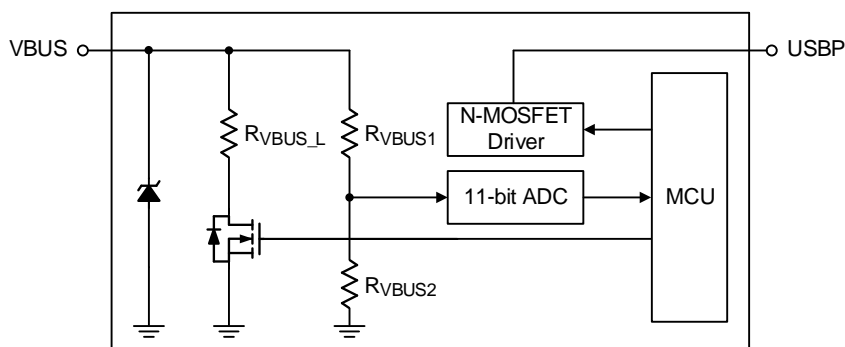 VBUS
USBP
N-MOSFET
Driver
RVBUS_L
RVBUS1
11-bit ADC
MCU
RVBUS2